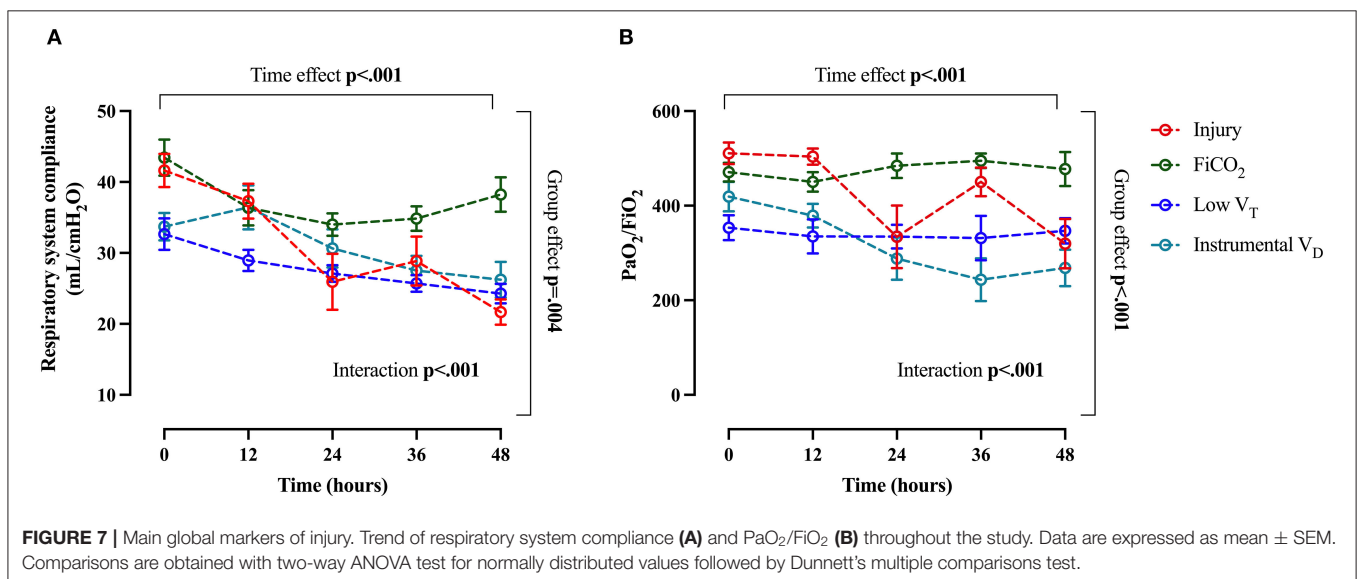 A
Time effect p<.001
Respiratory system compliance
(mL/cmH₂O)
50
40
30
20
10
Group effect p=.004
Interaction p<.001
0 12 24 36 48
Time (hours)
B
Time effect p<.001
PaO₂/FiO₂
600
400
200
0
Group effect p<.001
Interaction p<.001
0 12 24 36 48
Time (hours)
Injury
FiCO₂
Low V_T
Instrumental V_D
FIGURE 7 | Main global markers of injury. Trend of respiratory system compliance (A) and PaO₂/FiO₂ (B) throughout the study. Data are expressed as mean ± SEM.
Comparisons are obtained with two-way ANOVA test for normally distributed values followed by Dunnett's multiple comparisons test.